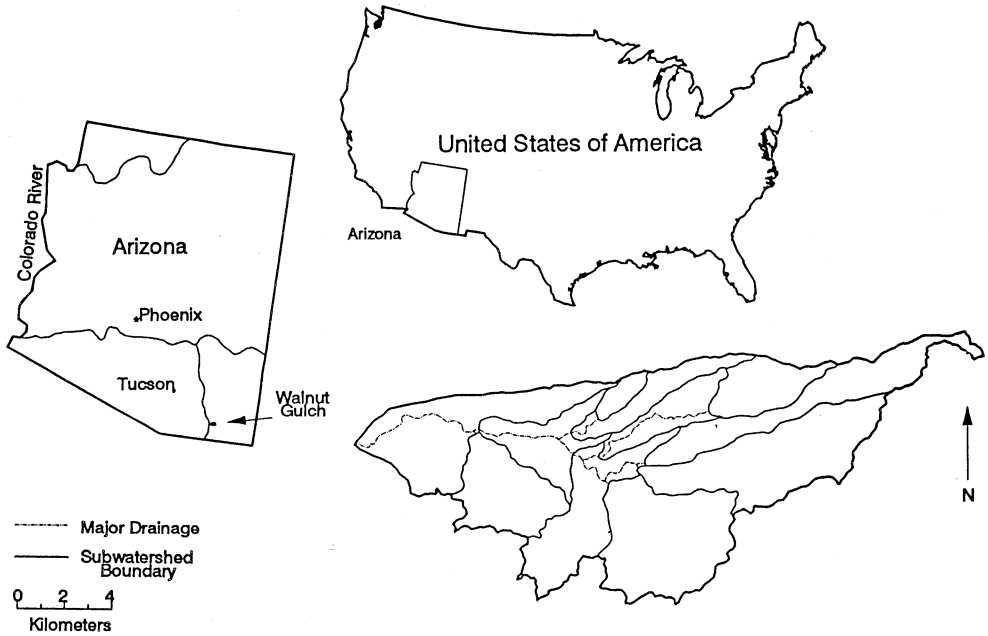 United States of America
Arizona
Colorado River
Arizona
Phoenix
Tucson
Walnut
Gulch
N
Major Drainage
Subwatershed
Boundary
0 2 4
Kilometers